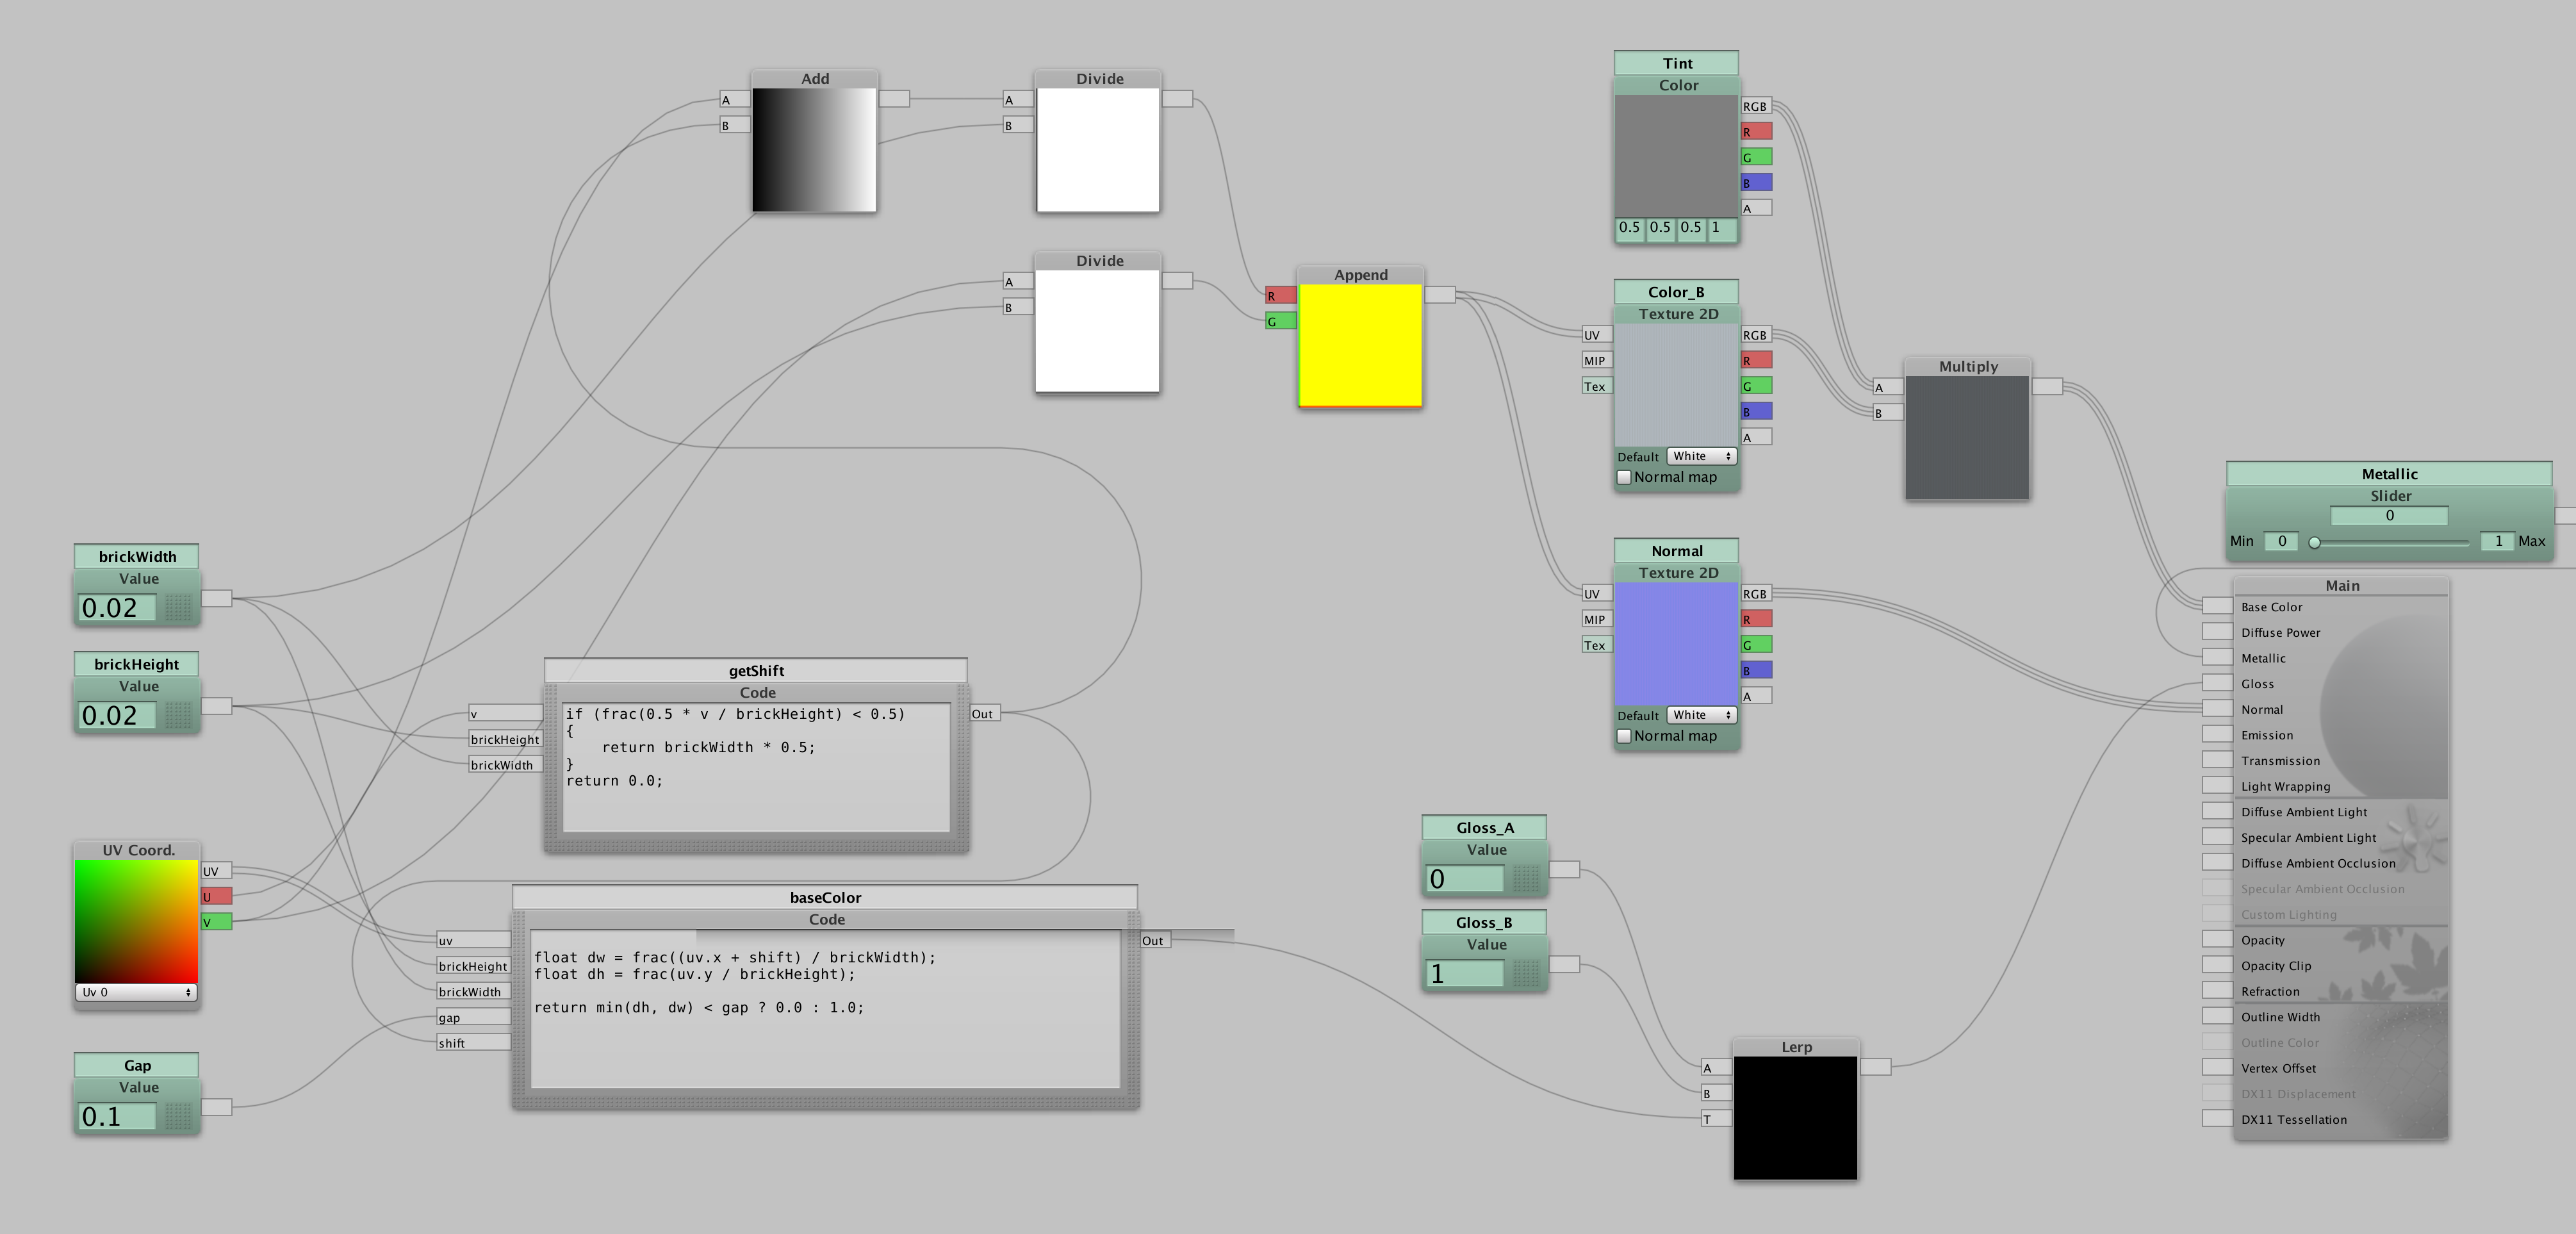 Add
A
B
Divide
A
B
Divide
A
B
Append
R
G
Tint
Color
RGB
R
G
B
A
0.5 0.5 0.5 1
Color_B
Texture 2D
UV
MIP
Tex
RGB
R
G
B
A
Default White
Normal map
Multiply
A
B
Normal
Texture 2D
UV
MIP
Tex
RGB
R
G
B
A
Default White
Normal map
Metallic
Slider
0
Min 0 1 Max
brickWidth
Value
0.02
brickHeight
Value
0.02
getShift
Code
v
brickHeight
brickWidth
Out
if (frac(0.5 * v / brickHeight) < 0.5)
{
    return brickWidth * 0.5;
}
return 0.0;
UV Coord.
UV
U
V
Uv 0
Gap
Value
0.1
baseColor
Code
uv
brickHeight
brickWidth
gap
shift
Out
float dw = frac((uv.x + shift) / brickWidth);
float dh = frac(uv.y / brickHeight);
return min(dh, dw) < gap ? 0.0 : 1.0;
Gloss_A
Value
0
Gloss_B
Value
1
Lerp
A
B
T
Main
Base Color
Diffuse Power
Metallic
Gloss
Normal
Emission
Transmission
Light Wrapping
Diffuse Ambient Light
Specular Ambient Light
Diffuse Ambient Occlusion
Specular Ambient Occlusion
Custom Lighting
Opacity
Opacity Clip
Refraction
Outline Width
Outline Color
Vertex Offset
DX11 Displacement
DX11 Tessellation